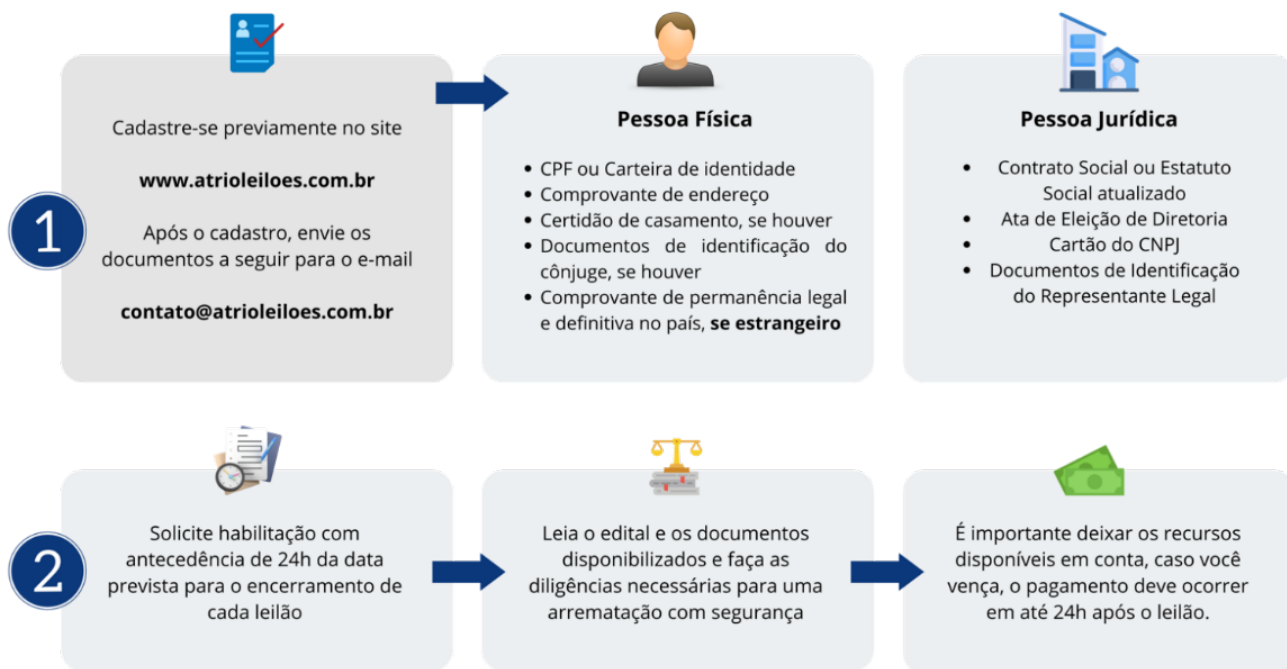 1
Cadastre-se previamente no site
www.atrioleiloes.com.br
Após o cadastro, envie os
documentos a seguir para o e-mail
contato@atrioleiloes.com.br
Pessoa Física
• CPF ou Carteira de identidade
• Comprovante de endereço
• Certidão de casamento, se houver
• Documentos de identificação do
cônjuge, se houver
• Comprovante de permanência legal
e definitiva no país, se estrangeiro
Pessoa Jurídica
• Contrato Social ou Estatuto
Social atualizado
• Ata de Eleição de Diretoria
• Cartão do CNPJ
• Documentos de Identificação
do Representante Legal
2
Solicite habilitação com
antecedência de 24h da data
prevista para o encerramento de
cada leilão
Leia o edital e os documentos
disponibilizados e faça as
diligências necessárias para uma
arrematação com segurança
É importante deixar os recursos
disponíveis em conta, caso você
vença, o pagamento deve ocorrer
em até 24h após o leilão.